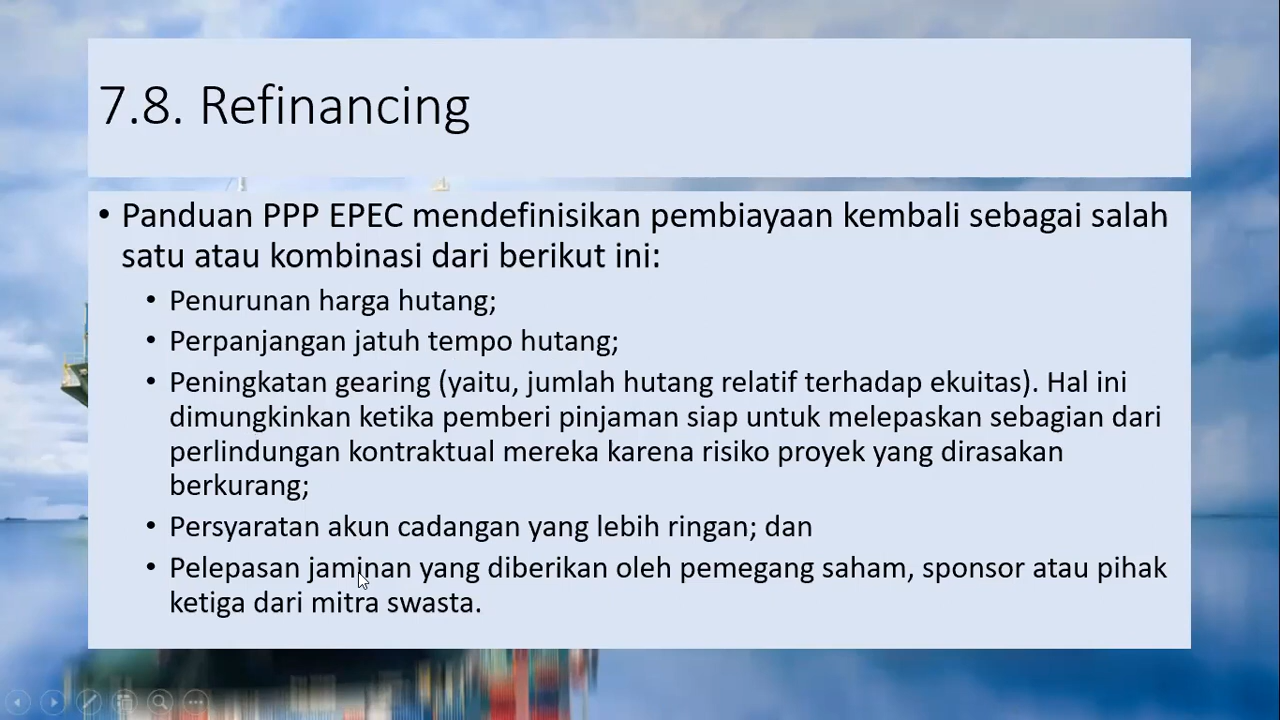 7.8. Refinancing
• Panduan PPP EPEC mendefinisikan pembiayaan kembali sebagai salah
satu atau kombinasi dari berikut ini:
• Penurunan harga hutang;
• Perpanjangan jatuh tempo hutang;
• Peningkatan gearing (yaitu, jumlah hutang relatif terhadap ekuitas). Hal ini
dimungkinkan ketika pemberi pinjaman siap untuk melepaskan sebagian dari
perlindungan kontraktual mereka karena risiko proyek yang dirasakan
berkurang;
• Persyaratan akun cadangan yang lebih ringan; dan
• Pelepasan jaminan yang diberikan oleh pemegang saham, sponsor atau pihak
ketiga dari mitra swasta.